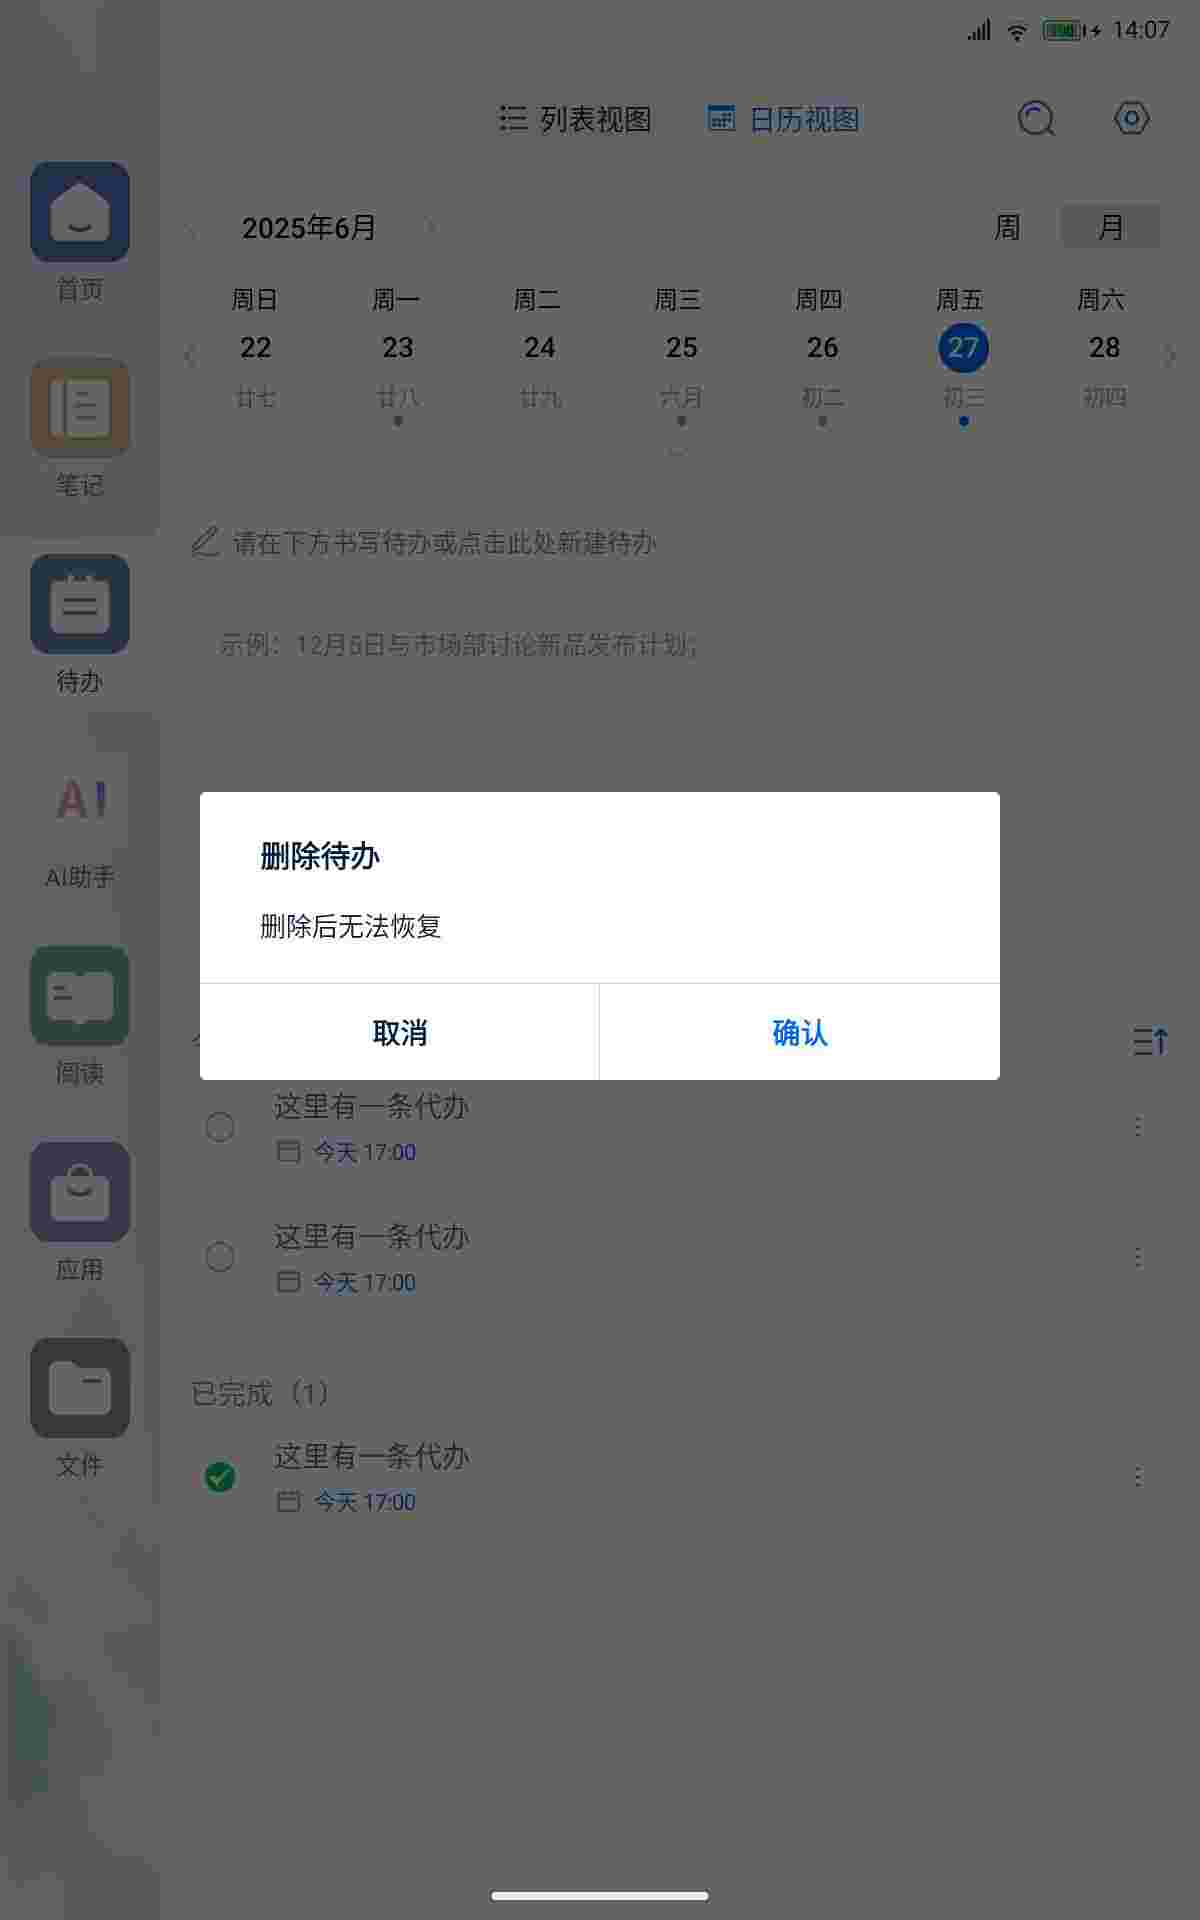 14:07
列表视图
日历视图
2025年6月
周
月
周日 周一 周二 周三 周四 周五 周六
22 23 24 25 26 27 28
廿七 廿八 廿九 六月 初二 初三 初四
请在下方书写待办或点击此处新建待办
示例：12月6日与市场部讨论新品发布计划；
首页
笔记
待办
AI
AI助手
阅读
应用
文件
删除待办
删除后无法恢复
取消
确认
这里有一条代办
今天 17:00
这里有一条代办
今天 17:00
已完成（1）
这里有一条代办
今天 17:00